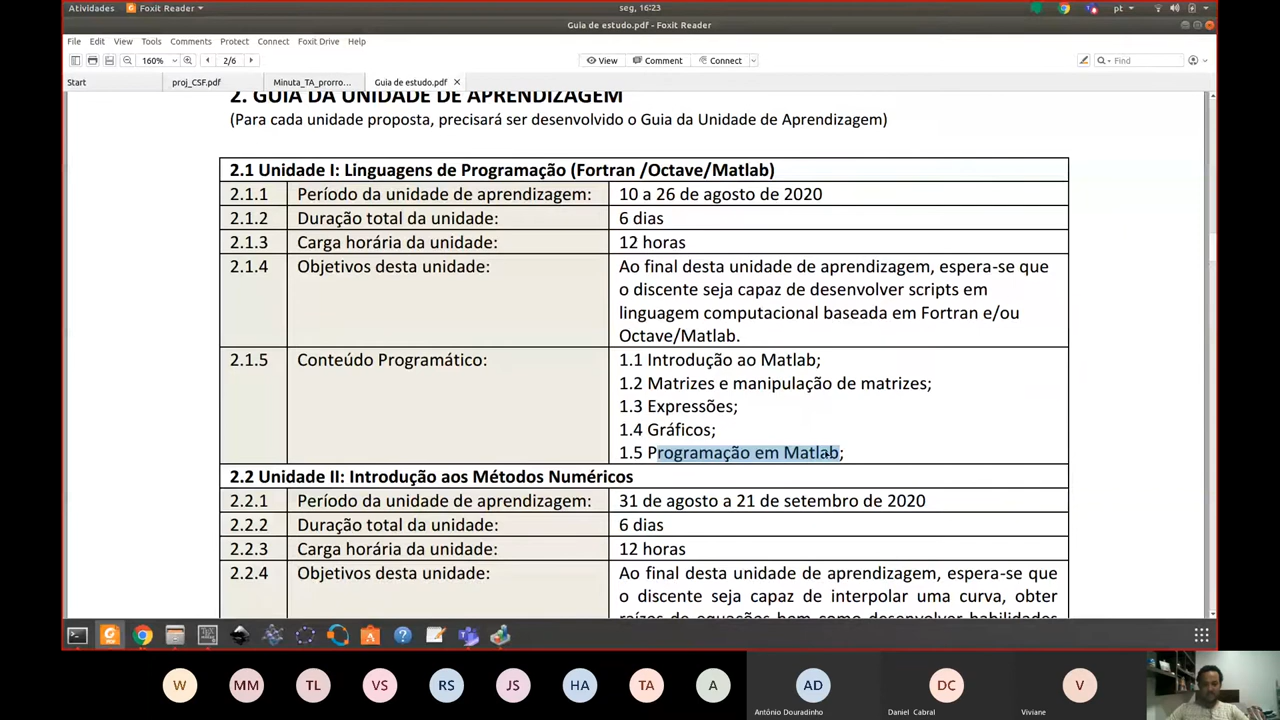 Atividades
Foxit Reader
seg, 16:23
pt
Guia de estudo.pdf - Foxit Reader
File Edit View Tools Comments Protect Connect Foxit Drive Help
160%
2/6
View
Comment
Connect
Find
Start
proj_CSF.pdf
Minuta_TA_prorro...
Guia de estudo.pdf
2. GUIA DA UNIDADE DE APRENDIZAGEM
(Para cada unidade proposta, precisará ser desenvolvido o Guia da Unidade de Aprendizagem)
2.1 Unidade I: Linguagens de Programação (Fortran /Octave/Matlab)
2.1.1 Período da unidade de aprendizagem: 10 a 26 de agosto de 2020
2.1.2 Duração total da unidade: 6 dias
2.1.3 Carga horária da unidade: 12 horas
2.1.4 Objetivos desta unidade: Ao final desta unidade de aprendizagem, espera-se que
o discente seja capaz de desenvolver scripts em
linguagem computacional baseada em Fortran e/ou
Octave/Matlab.
2.1.5 Conteúdo Programático: 1.1 Introdução ao Matlab;
1.2 Matrizes e manipulação de matrizes;
1.3 Expressões;
1.4 Gráficos;
1.5 Programação em Matlab;
2.2 Unidade II: Introdução aos Métodos Numéricos
2.2.1 Período da unidade de aprendizagem: 31 de agosto a 21 de setembro de 2020
2.2.2 Duração total da unidade: 6 dias
2.2.3 Carga horária da unidade: 12 horas
2.2.4 Objetivos desta unidade: Ao final desta unidade de aprendizagem, espera-se que
o discente seja capaz de interpolar uma curva, obter
raízes de equações bem como desenvolver habilidades
W MM TL VS RS JS HA TA A AD DC V
Antônio Douradinho
Daniel Cabral
Viviane